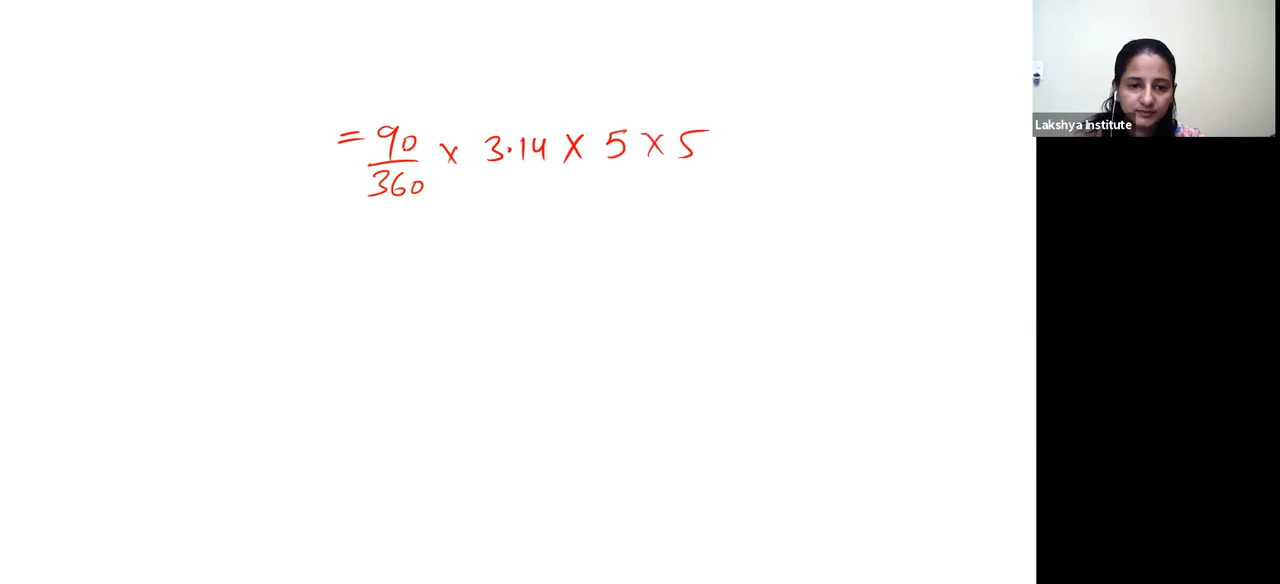 = 90/360 × 3.14 × 5 × 5
Lakshya Institute